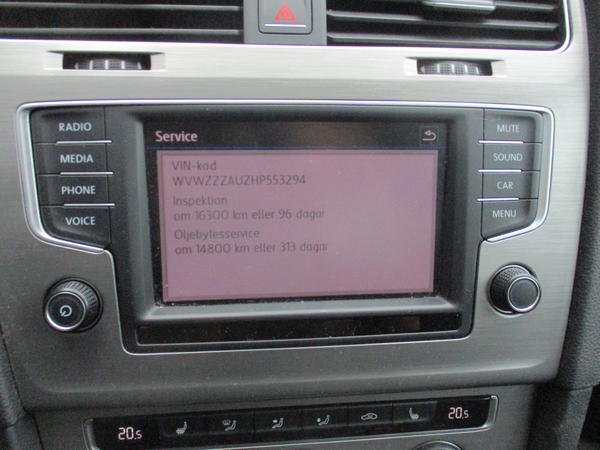 RADIO
MEDIA
PHONE
VOICE
Service
VIN-kod
WVWZZZAUZHP553294
Inspektion
om 16300 km eller 96 dagar
Oljebytesservice
om 14800 km eller 313 dagar
MUTE
SOUND
CAR
MENU
20.5
20.5